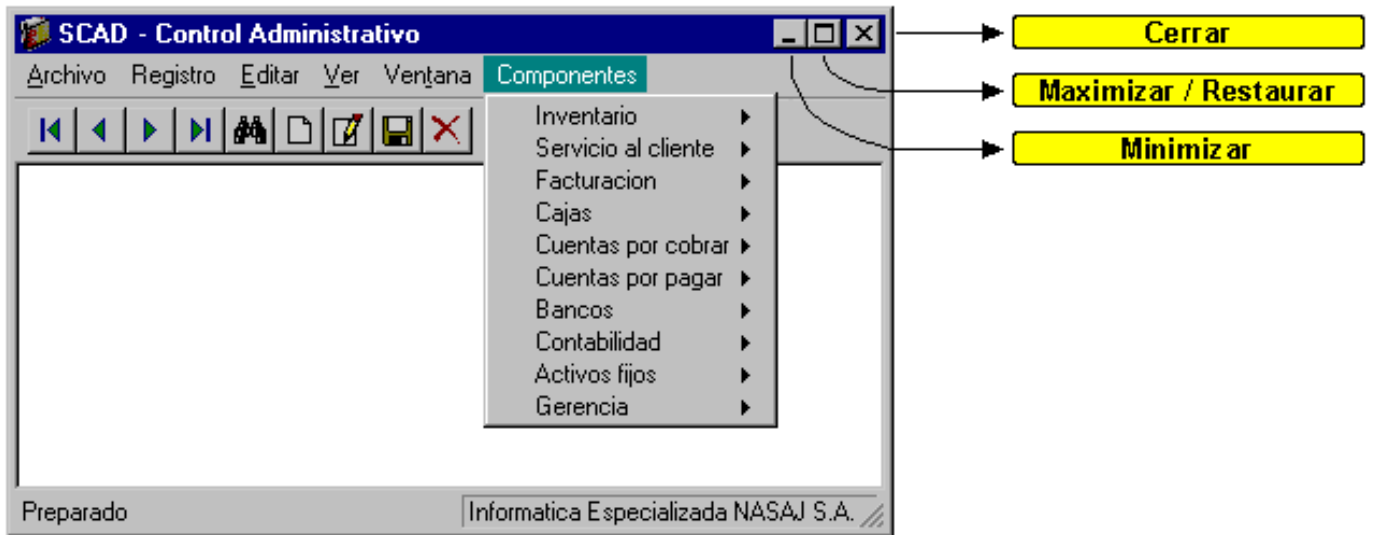 SCAD - Control Administrativo
Cerrar
Archivo Registro Editar Ver Ventana Componentes
Maximizar / Restaurar
Inventario
Servicio al cliente
Minimizar
Facturacion
Cajas
Cuentas por cobrar
Cuentas por pagar
Bancos
Contabilidad
Activos fijos
Gerencia
Preparado
Informatica Especializada NASAJ S.A.